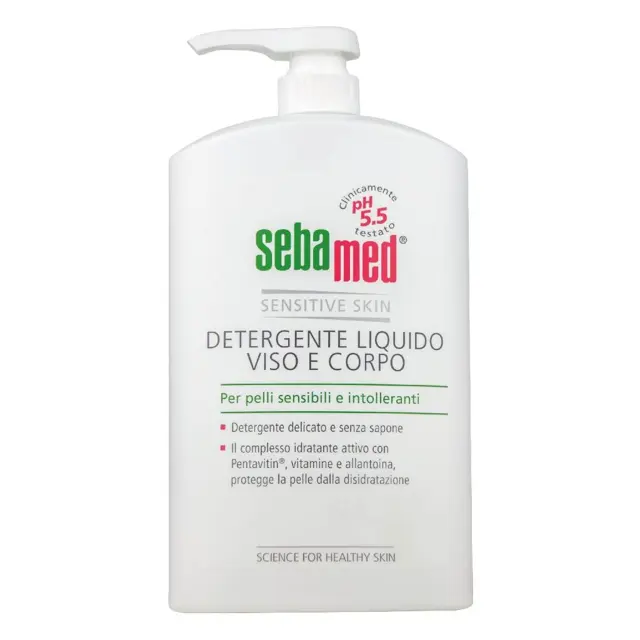 Clinicamente
pH
5.5
testato
sebamed®
SENSITIVE SKIN
DETERGENTE LIQUIDO
VISO E CORPO
Per pelli sensibili e intolleranti
▪ Detergente delicato e senza sapone
▪ Il complesso idratante attivo con
Pentavitin®, vitamine e allantoina,
protegge la pelle dalla disidratazione
SCIENCE FOR HEALTHY SKIN